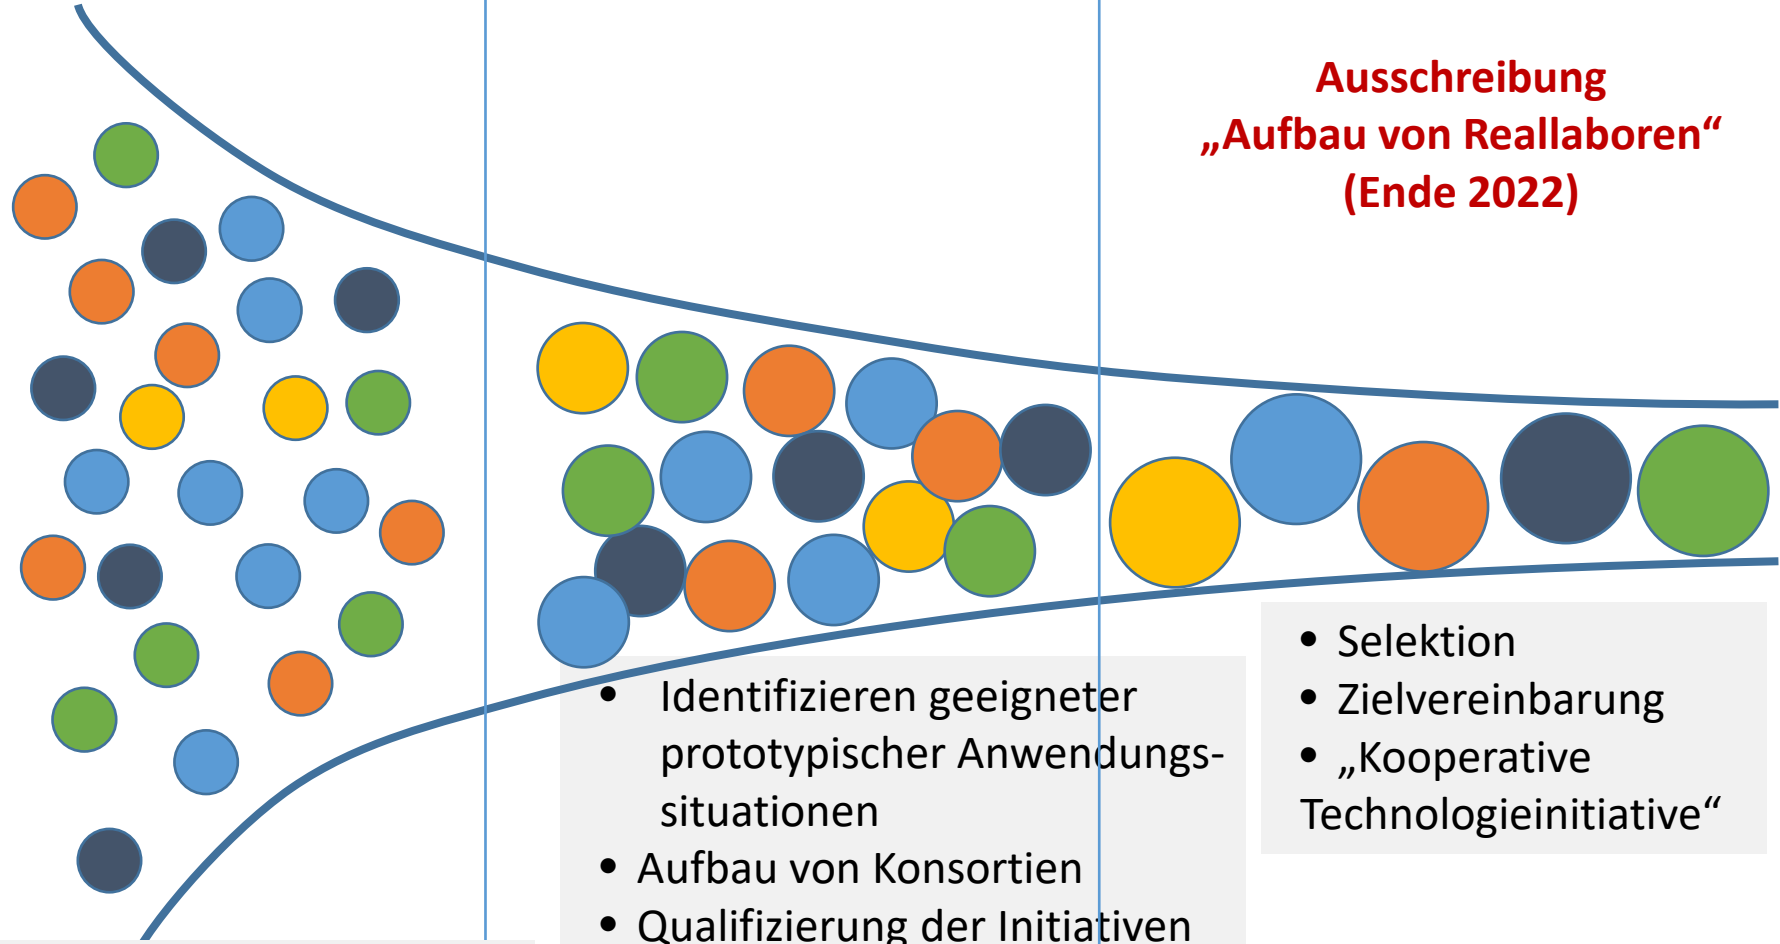 Ausschreibung
„Aufbau von Reallaboren“
(Ende 2022)
• Identifizieren geeigneter
prototypischer Anwendungs-
situationen
• Aufbau von Konsortien
• Qualifizierung der Initiativen
• Selektion
• Zielvereinbarung
• „Kooperative
Technologieinitiative“